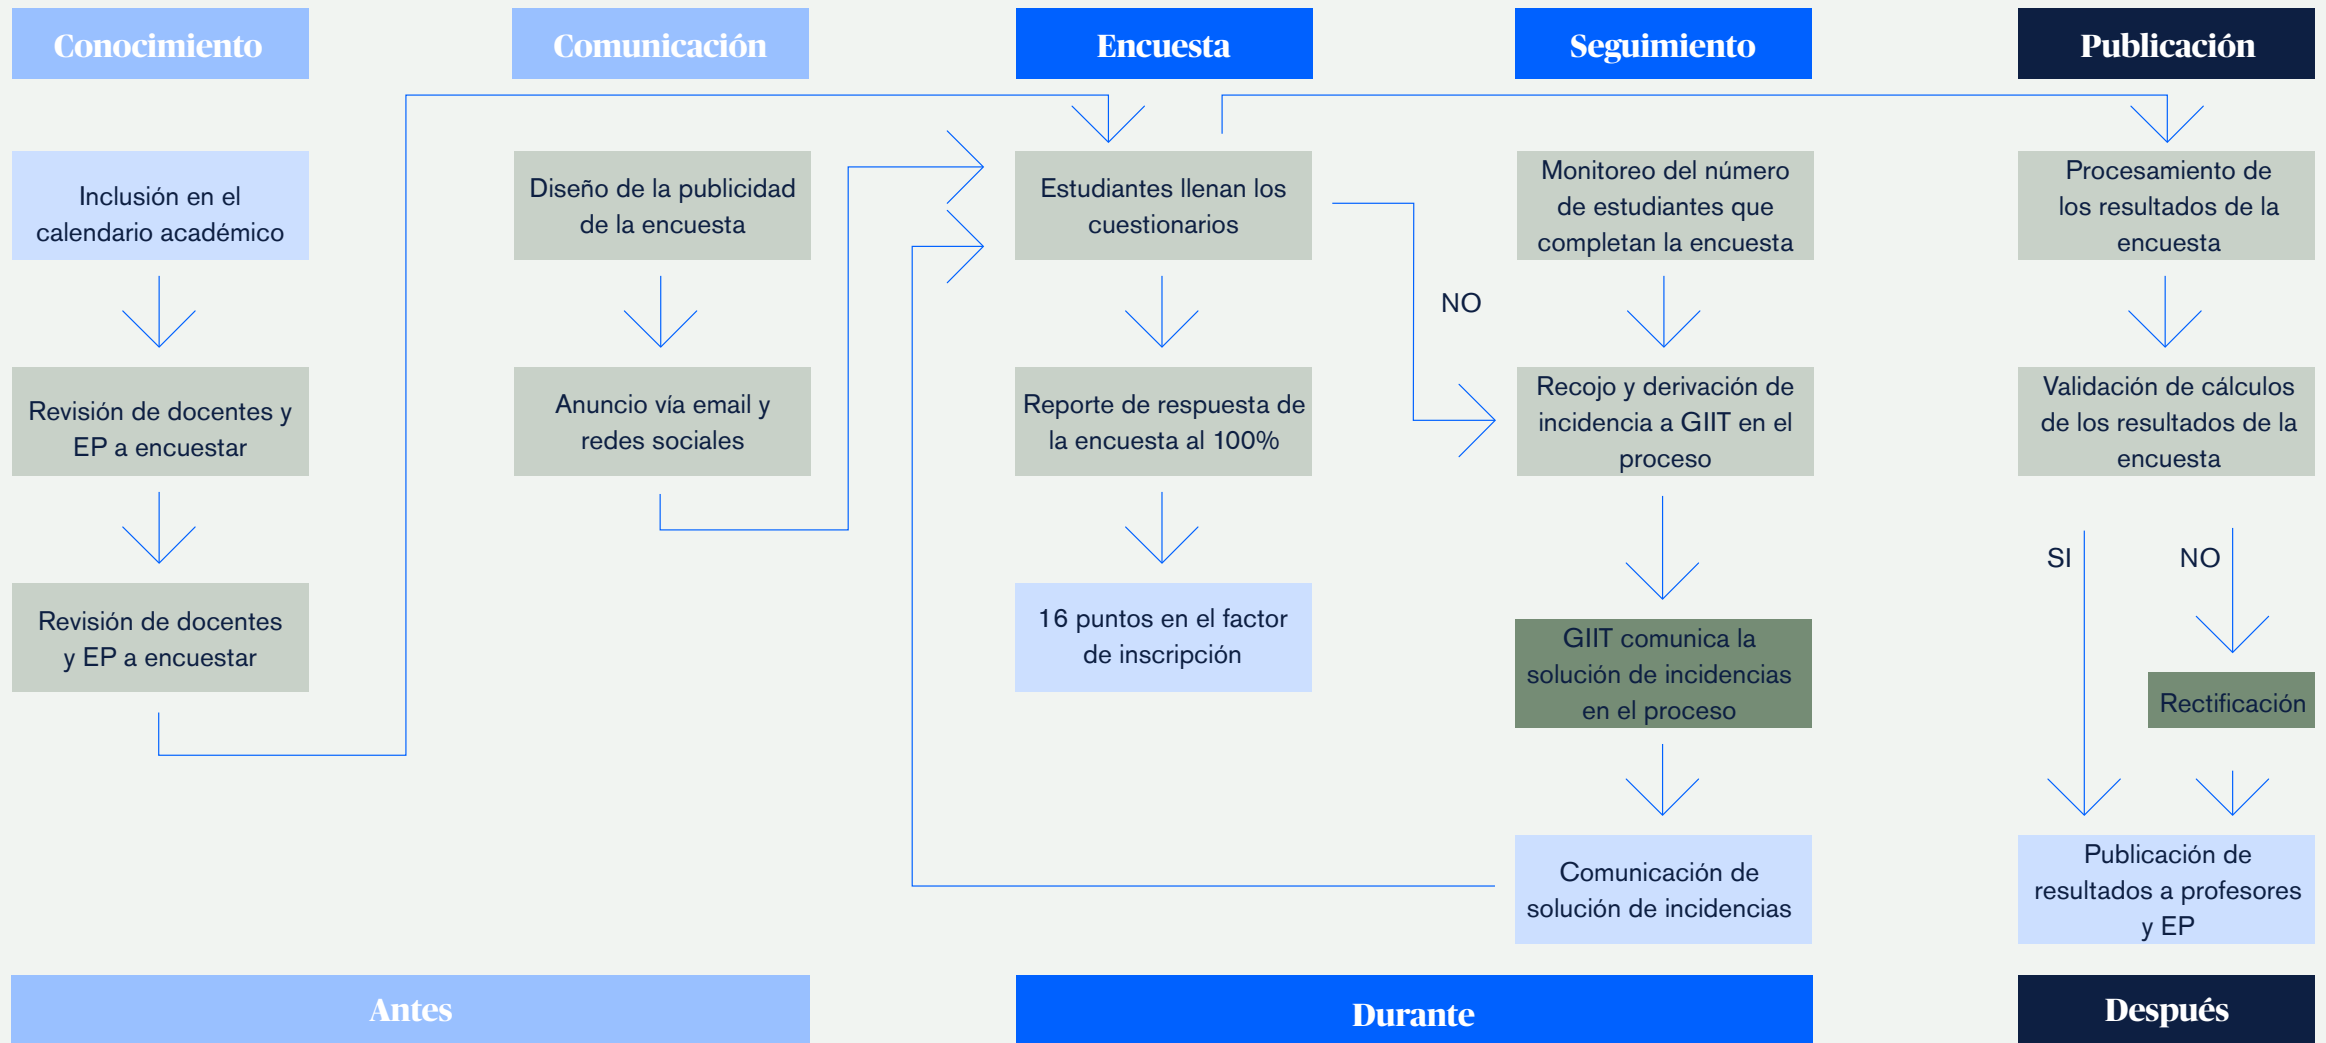 Conocimiento
Inclusión en el
calendario académico
Revisión de docentes y
EP a encuestar
Revisión de docentes
y EP a encuestar
Comunicación
Diseño de la publicidad
de la encuesta
Anuncio vía email y
redes sociales
Encuesta
Estudiantes llenan los
cuestionarios
Reporte de respuesta de
la encuesta al 100%
16 puntos en el factor
de inscripción
NO
Seguimiento
Monitoreo del número
de estudiantes que
completan la encuesta
Recojo y derivación de
incidencia a GIIT en el
proceso
GIIT comunica la
solución de incidencias
en el proceso
Comunicación de
solución de incidencias
Publicación
Procesamiento de
los resultados de la
encuesta
Validación de cálculos
de los resultados de la
encuesta
SI
NO
Rectificación
Publicación de
resultados a profesores
y EP
Antes
Durante
Después